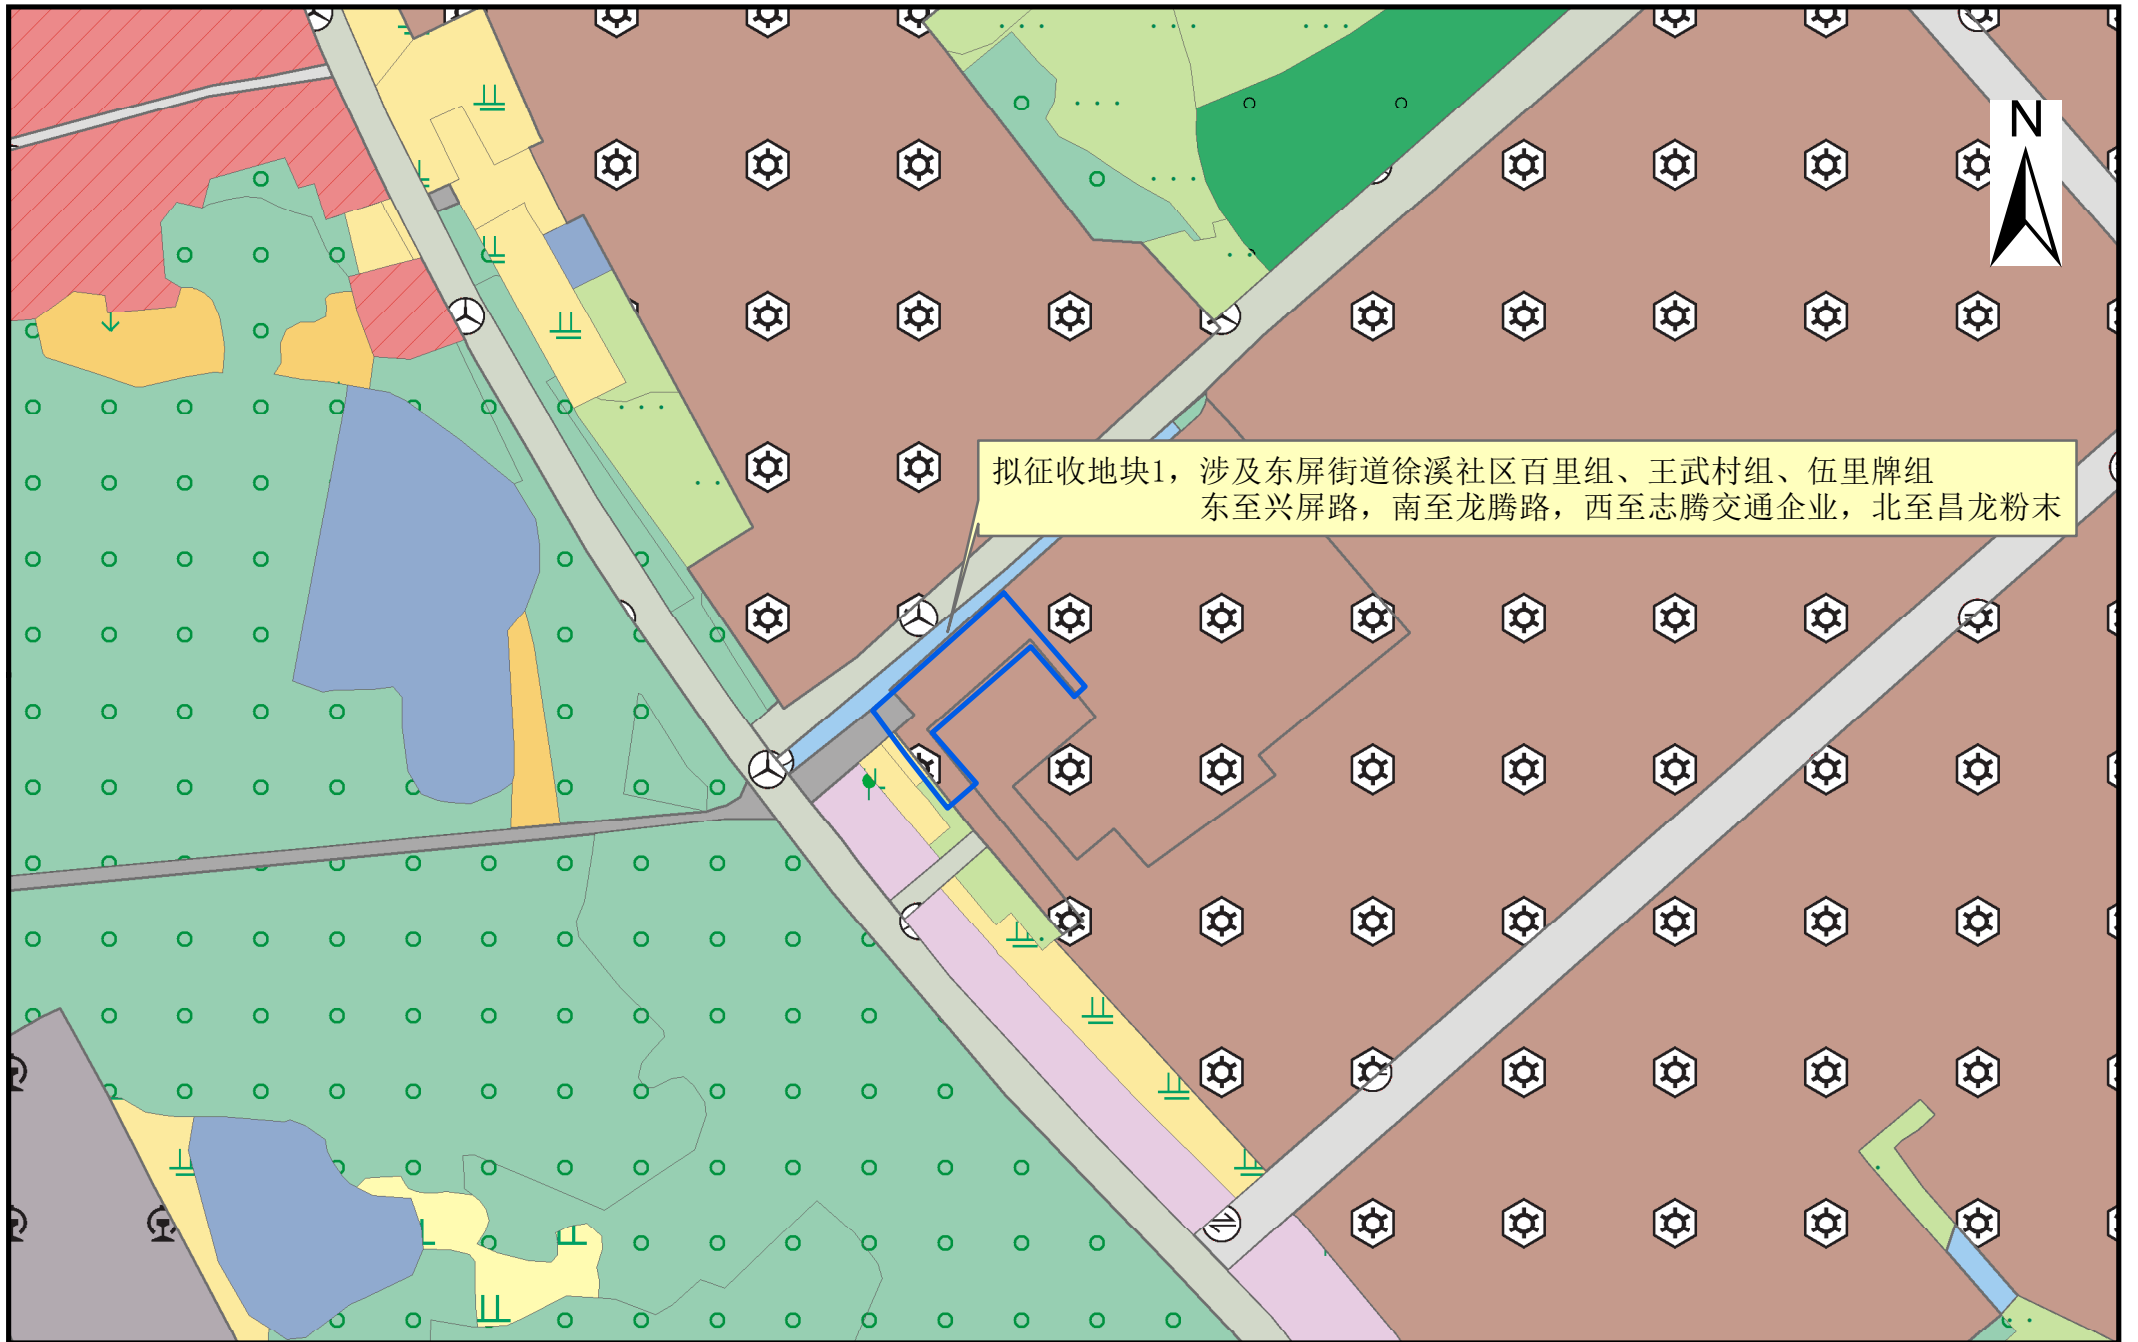 N
拟征收地块1，涉及东屏街道徐溪社区百里组、王武村组、伍里牌组
东至兴屏路，南至龙腾路，西至志腾交通企业，北至昌龙粉末